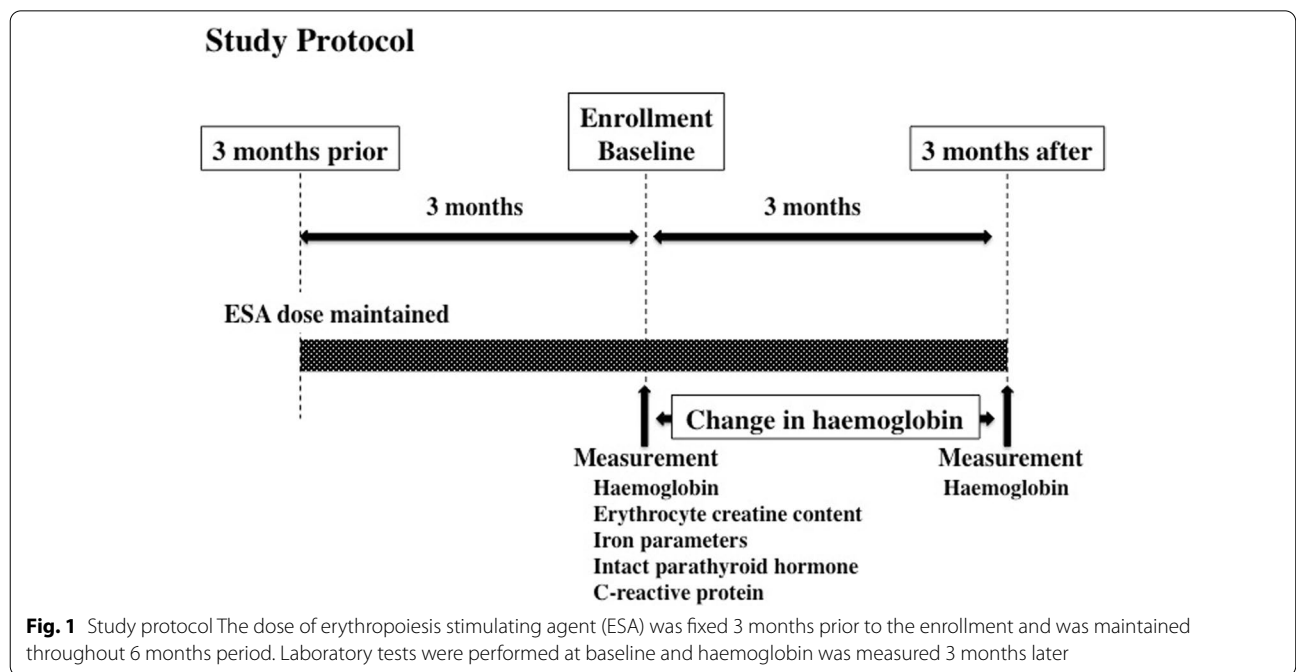 Study Protocol
3 months prior
Enrollment
Baseline
3 months after
3 months
3 months
ESA dose maintained
Change in haemoglobin
Measurement
Haemoglobin
Erythrocyte creatine content
Iron parameters
Intact parathyroid hormone
C-reactive protein
Measurement
Haemoglobin
Fig. 1 Study protocol The dose of erythropoiesis stimulating agent (ESA) was fixed 3 months prior to the enrollment and was maintained
throughout 6 months period. Laboratory tests were performed at baseline and haemoglobin was measured 3 months later